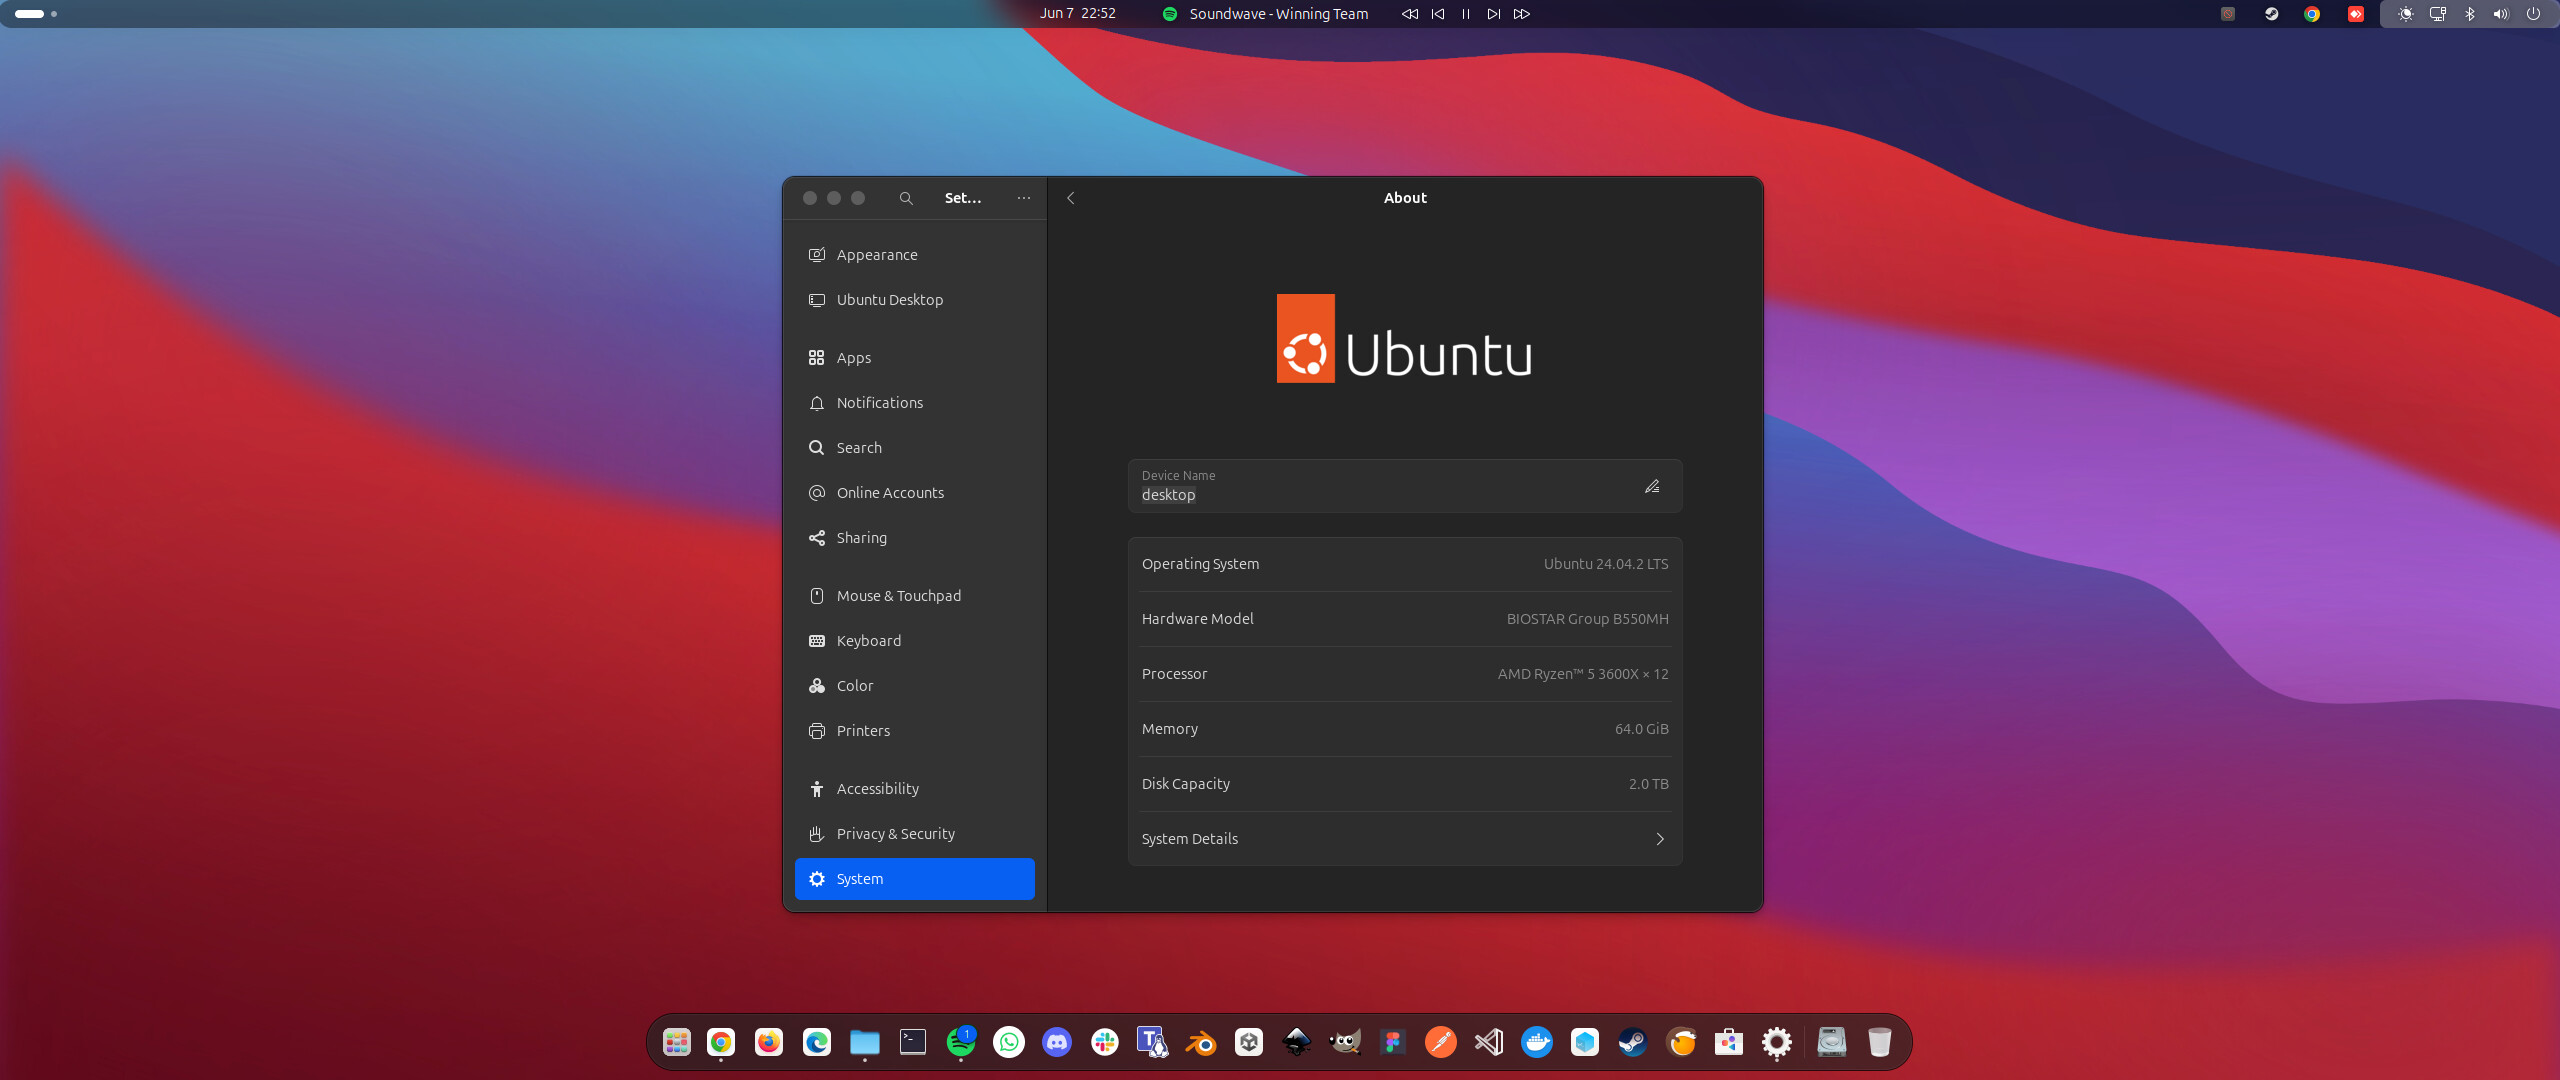 Jun 7 22:52
Soundwave - Winning Team
Set...
About
Appearance
Ubuntu Desktop
Apps
Notifications
Search
Online Accounts
Sharing
Mouse & Touchpad
Keyboard
Color
Printers
Accessibility
Privacy & Security
System
Ubuntu
Device Name
desktop
Operating System Ubuntu 24.04.2 LTS
Hardware Model BIOSTAR Group B550MH
Processor AMD Ryzen™ 5 3600X × 12
Memory 64.0 GiB
Disk Capacity 2.0 TB
System Details
>_ 1 T